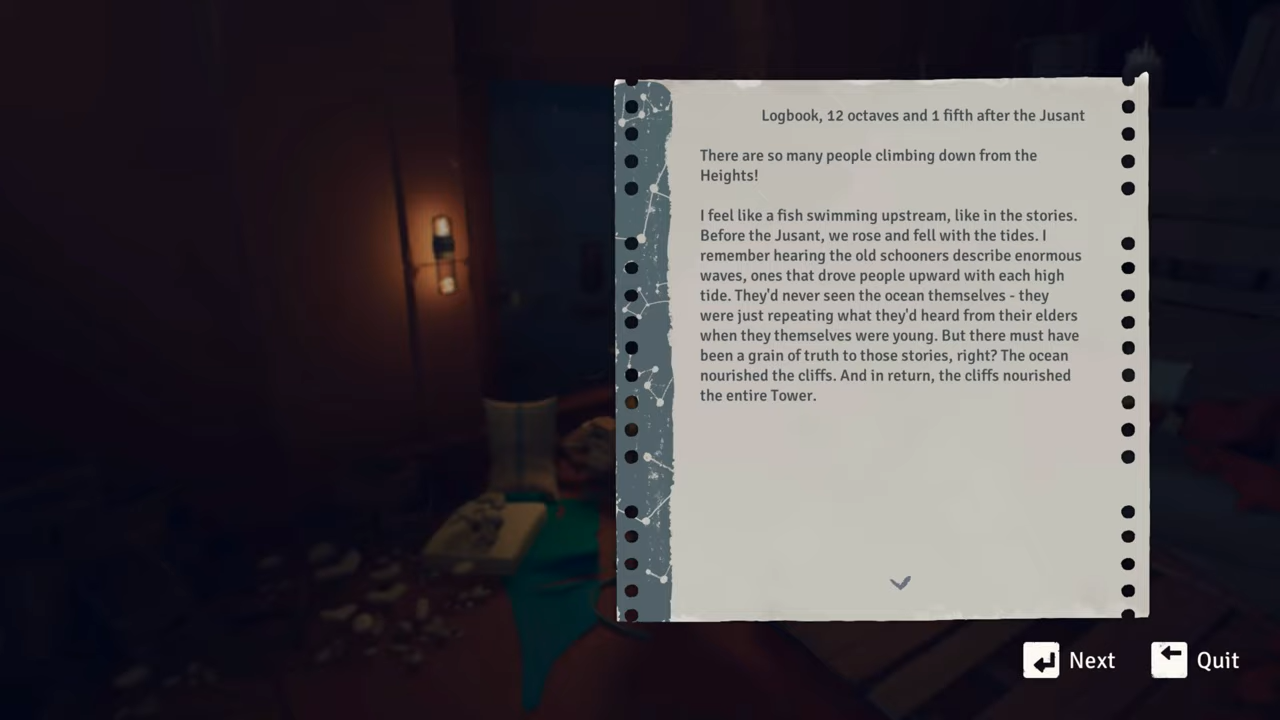 Logbook, 12 octaves and 1 fifth after the Jusant
There are so many people climbing down from the
Heights!
I feel like a fish swimming upstream, like in the stories.
Before the Jusant, we rose and fell with the tides. I
remember hearing the old schooners describe enormous
waves, ones that drove people upward with each high
tide. They'd never seen the ocean themselves - they
were just repeating what they'd heard from their elders
when they themselves were young. But there must have
been a grain of truth to those stories, right? The ocean
nourished the cliffs. And in return, the cliffs nourished
the entire Tower.
Next
Quit